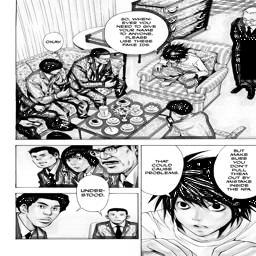 SO, WHEN-
EVER YOU
NEED TO GIVE
YOUR NAME
TO ANYONE,
PLEASE
USE THESE
FAKE IDS.
OKAY.
BUT
MAKE SURE
YOU DON'T
PULL THEM
OUT BY
MISTAKE
INSIDE
THE NPA.
THAT
COULD
CAUSE
PROBLEMS.
UNDER-
STOOD.